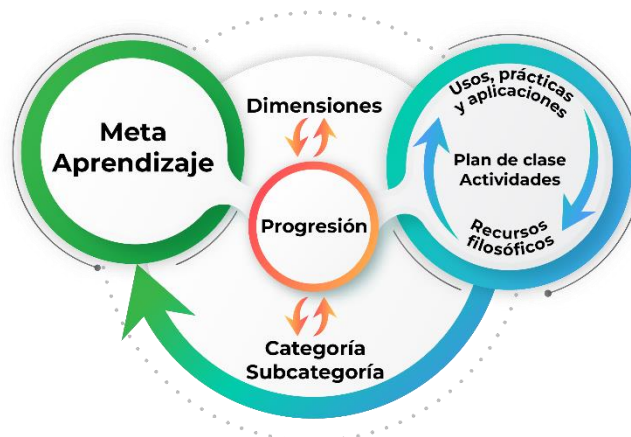 Meta
Aprendizaje
Dimensiones
Progresión
Categoría
Subcategoría
Usos, prácticas
y aplicaciones
Plan de clase
Actividades
Recursos
filosóficos